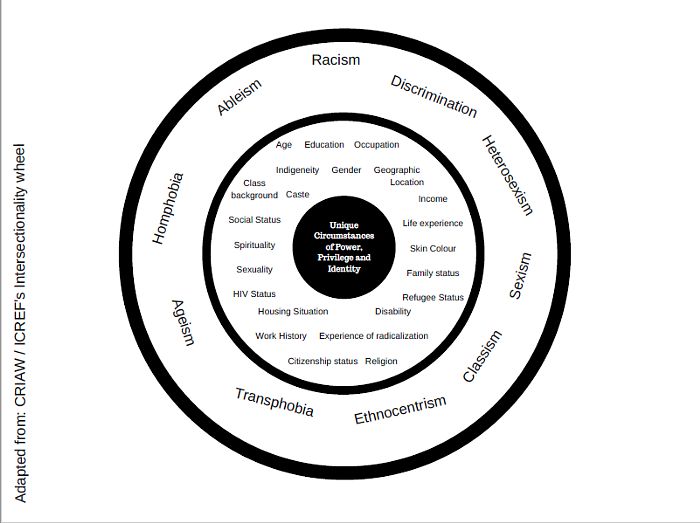 Racism
Discrimination
Heterosexism
Sexism
Classism
Ethnocentrism
Transphobia
Ageism
Homphobia
Ableism
Age Education Occupation
Indigeneity Gender Geographic
Location
Class
background Caste
Income
Social Status
Life experience
Spirituality
Skin Colour
Sexuality
Family status
HIV Status
Refugee Status
Housing Situation Disability
Work History Experience of radicalization
Citizenship status Religion
Unique
Circumstances
of Power,
Privilege and
Identity
Adapted from: CRIAW / ICREF's Intersectionality wheel